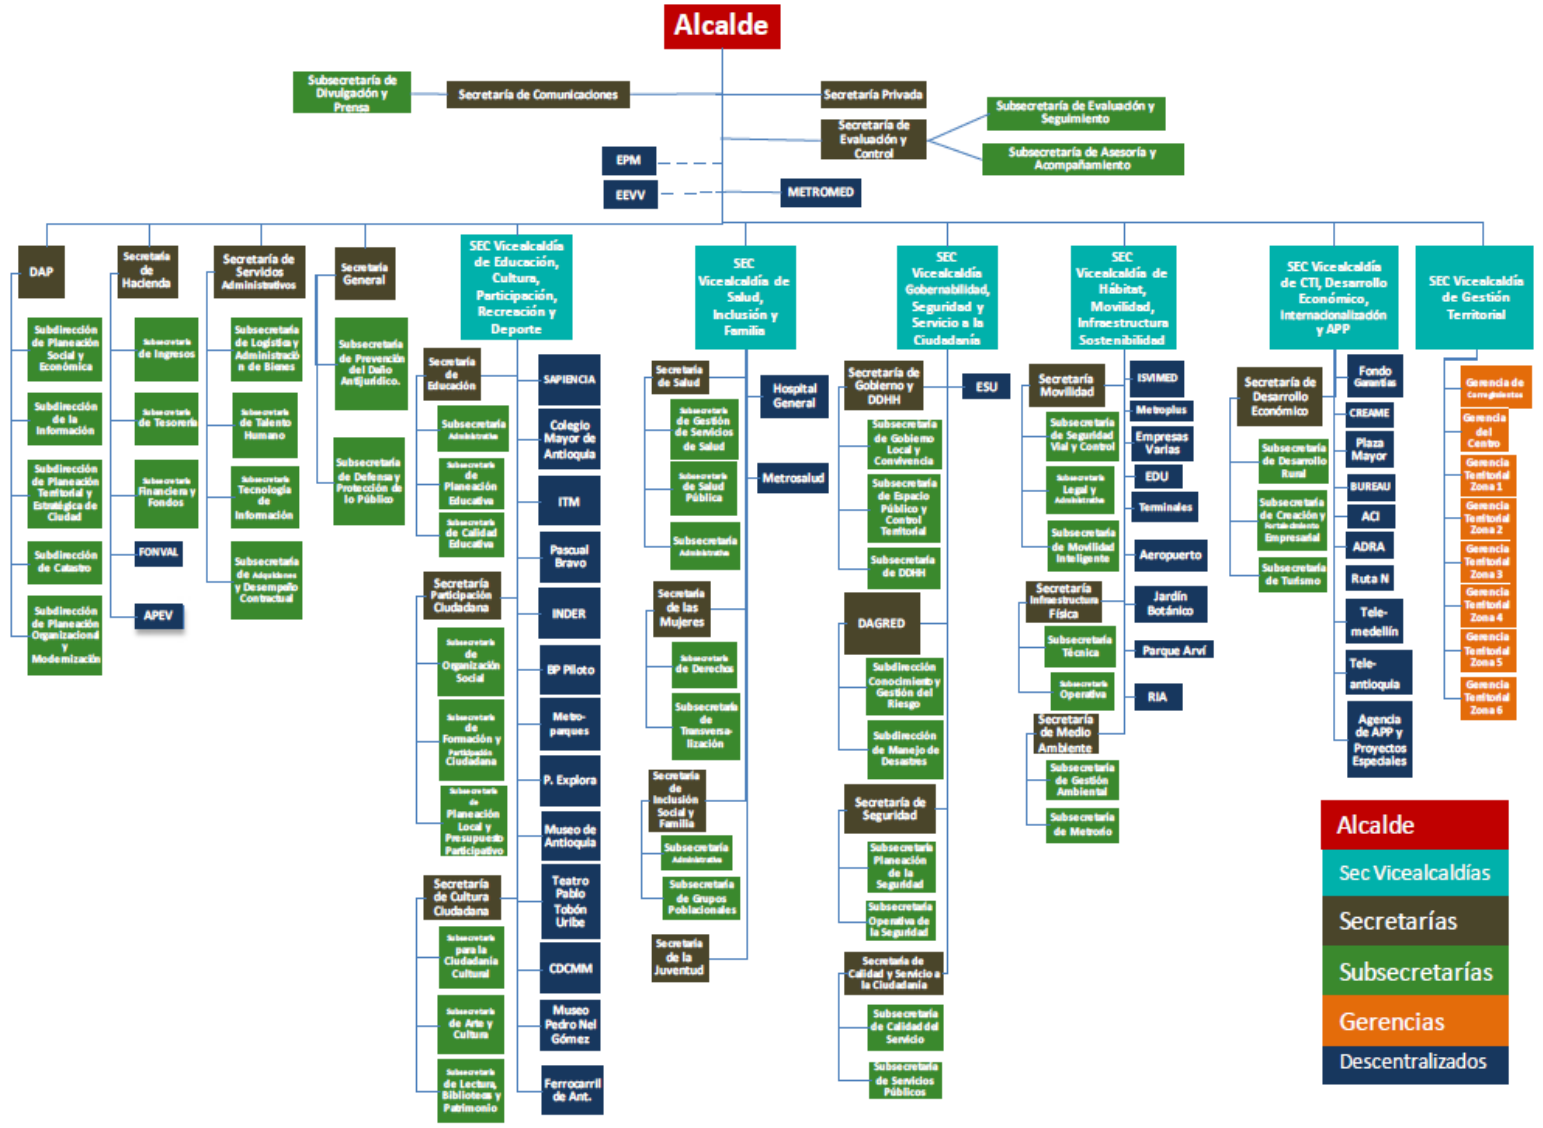 Alcalde
Subsecretaría de
Divulgación y
Prensa
Secretaría de Comunicaciones
Secretaría Privada
Secretaría de
Evaluación y
Control
Subsecretaría de Evaluación y
Seguimiento
Subsecretaría de Asesoría y
Acompañamiento
EPM
EEVV
METROMED
DAP
Subdirección
de Planeación
Social y
Económica
Subdirección
de la
Información
Subdirección
de Planeación
Territorial y
Estratégica de
Ciudad
Subdirección
de Catastro
Subdirección
de Planeación
Organizacional
y
Modernización
Secretaría
de
Hacienda
Subsecretaría
de Ingresos
Subsecretaría
de Tesorería
Subsecretaría
Financiera y
Fondos
FONVAL
APEV
Secretaría de
Servicios
Administrativos
Subsecretaría
de Logística y
Administració
n de Bienes
Subsecretaría
de Talento
Humano
Subsecretaría
Tecnología
de
Información
Subsecretaría
de Adquisiciones
y Desempeño
Contractual
Secretaría
General
Subsecretaría
de Prevención
del Daño
Antijurídico.
Subsecretaría
de Defensa y
Protección de
lo Público
SEC Vicealcaldía
de Educación,
Cultura,
Participación,
Recreación y
Deporte
Secretaría
de
Educación
Subsecretaría
Administrativa
Subsecretaría
de
Planeación
Educativa
Subsecretaría
de Calidad
Educativa
Secretaría
Participación
Ciudadana
Subsecretaría
de
Organización
Social
Subsecretaría
de
Formación y
Participación
Ciudadana
Subsecretaría
de
Planeación
Local y
Presupuesto
Participativo
Secretaría
de Cultura
Ciudadana
Subsecretaría
para la
Ciudadanía
Cultural
Subsecretaría
de Arte y
Cultura
Subsecretaría
de Lectura,
Bibliotecas y
Patrimonio
SAPIENCIA
Colegio
Mayor de
Antioquia
ITM
Pascual
Bravo
INDER
BP Piloto
Metro-
parques
P. Explora
Museo de
Antioquia
Teatro
Pablo
Tobón
Uribe
CDCMM
Museo
Pedro Nel
Gómez
Ferrocarril
de Ant.
SEC
Vicealcaldía de
Salud,
Inclusión y
Familia
Secretaría
de Salud
Subsecretaría
de Gestión
de Servicios
de Salud
Subsecretaría
de Salud
Pública
Subsecretaría
Administrativa
Secretaría
de las
Mujeres
Subsecretaría
de Derechos
Subsecretaría
de
Transversa-
lización
Secretaría
de
Inclusión
Social y
Familia
Subsecretaría
Administrativa
Subsecretaría
de Grupos
Poblacionales
Secretaría
de la
Juventud
Hospital
General
Metrosalud
SEC
Vicealcaldía
Gobernabilidad,
Seguridad y
Servicio a la
Ciudadanía
Secretaría de
Gobierno y
DDHH
ESU
Subsecretaría
de Gobierno
Local y
Convivencia
Subsecretaría
de Espacio
Público y
Control
Territorial
Subsecretaría
de DDHH
DAGRED
Subdirección
Conocimiento y
Gestión del
Riesgo
Subdirección
de Manejo de
Desastres
Secretaría de
Seguridad
Subsecretaría
Planeación
de la
Seguridad
Subsecretaría
Operativa de
la Seguridad
Secretaría de
Calidad y Servicio a
la Ciudadanía
Subsecretaría
de Calidad del
Servicio
Subsecretaría
de Servicios
Públicos
SEC
Vicealcaldía de
Hábitat,
Movilidad,
Infraestructura
Sostenibilidad
Secretaría
Movilidad
Subsecretaría
de Seguridad
Vial y Control
Subsecretaría
Legal y
Administrativa
Subsecretaría
de Movilidad
Inteligente
Secretaría
Infraestructura
Física
Subsecretaría
Técnica
Subsecretaría
Operativa
Secretaría
de Medio
Ambiente
Subsecretaría
de Gestión
Ambiental
Subsecretaría
de Metrorío
ISVIMED
Metroplus
Empresas
Varias
EDU
Terminales
Aeropuerto
Jardín
Botánico
Parque Arví
RIA
SEC Vicealcaldía
de CTI, Desarrollo
Económico,
Internacionalización
y APP
Secretaría de
Desarrollo
Económico
Subsecretaría
de Desarrollo
Rural
Subsecretaría
de Creación y
Fortalecimiento
Empresarial
Subsecretaría
de Turismo
Fondo
Garantías
CREAME
Plaza
Mayor
BUREAU
ACI
ADRA
Ruta N
Tele-
medellín
Tele-
antioquia
Agencia
de APP y
Proyectos
Especiales
SEC Vicealcaldía
de Gestión
Territorial
Gerencia de
Corregimientos
Gerencia
del
Centro
Gerencia
Territorial
Zona 1
Gerencia
Territorial
Zona 2
Gerencia
Territorial
Zona 3
Gerencia
Territorial
Zona 4
Gerencia
Territorial
Zona 5
Gerencia
Territorial
Zona 6
Alcalde
Sec Vicealcaldías
Secretarías
Subsecretarías
Gerencias
Descentralizados